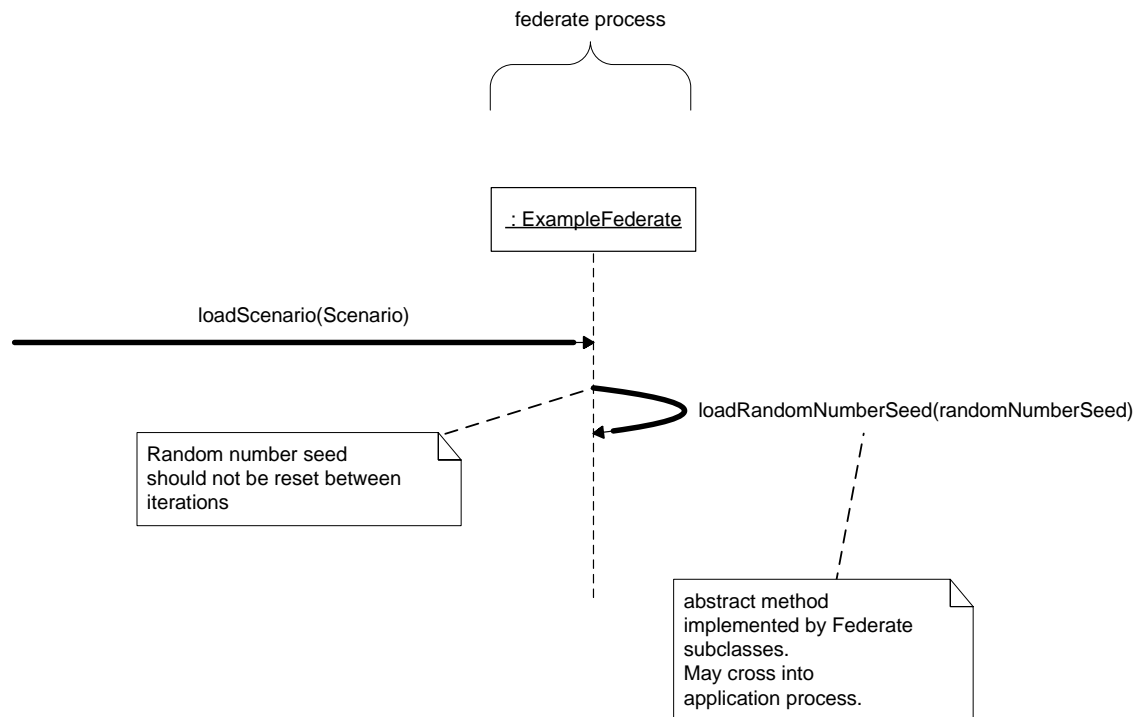 federate process
: ExampleFederate
loadScenario(Scenario)
loadRandomNumberSeed(randomNumberSeed)
Random number seed
should not be reset between
iterations
abstract method
implemented by Federate
subclasses.
May cross into
application process.